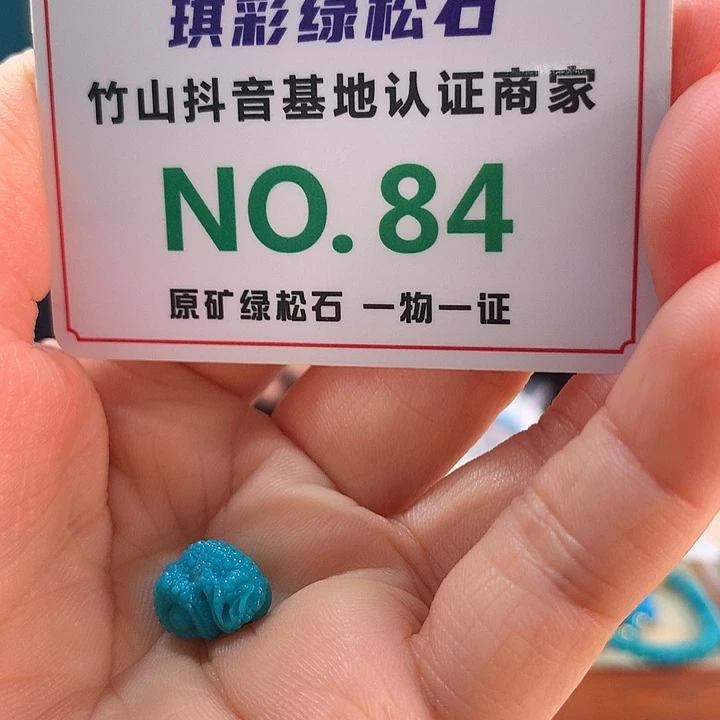 琪彩绿松石
竹山抖音基地认证商家
NO.84
原矿绿松石 一物一证